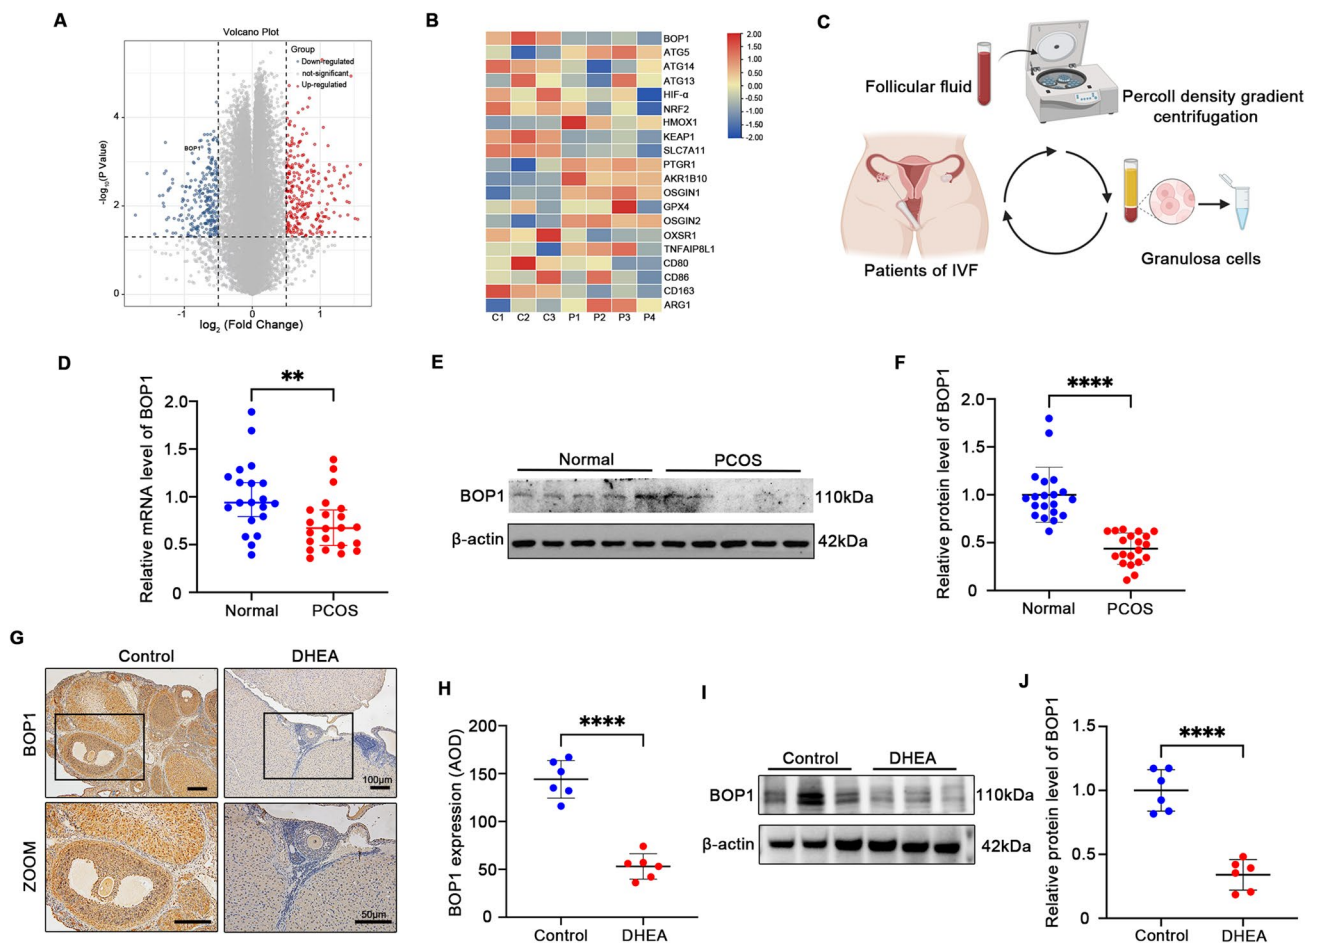 A
Volcano Plot
Group
Down-regulated
not-significant
Up-regulatied
BOP1
-log10(P Value)
4
2
0
-1
0
1
log2 (Fold Change)
B
BOP1
ATG5
ATG14
ATG13
HIF-α
NRF2
HMOX1
KEAP1
SLC7A11
PTGR1
AKR1B10
OSGIN1
GPX4
OSGIN2
OXSR1
TNFAIP8L1
CD80
CD86
CD163
ARG1
C1 C2 C3 P1 P2 P3 P4
2.00
1.50
1.00
0.50
0.00
-0.50
-1.00
-1.50
-2.00
C
Follicular fluid
Percoll density gradient
centrifugation
Patients of IVF
Granulosa cells
D
Relative mRNA level of BOP1
2.0
1.5
1.0
0.5
0
**
Normal PCOS
E
Normal PCOS
BOP1 110kDa
β-actin 42kDa
F
Relative protein level of BOP1
2.0
1.5
1.0
0.5
0
****
Normal PCOS
G
Control DHEA
BOP1
100μm
ZOOM
50μm
H
BOP1 expression (AOD)
200
150
100
50
0
****
Control DHEA
I
Control DHEA
BOP1 110kDa
β-actin 42kDa
J
Relative protein level of BOP1
1.5
1.0
0.5
0
****
Control DHEA